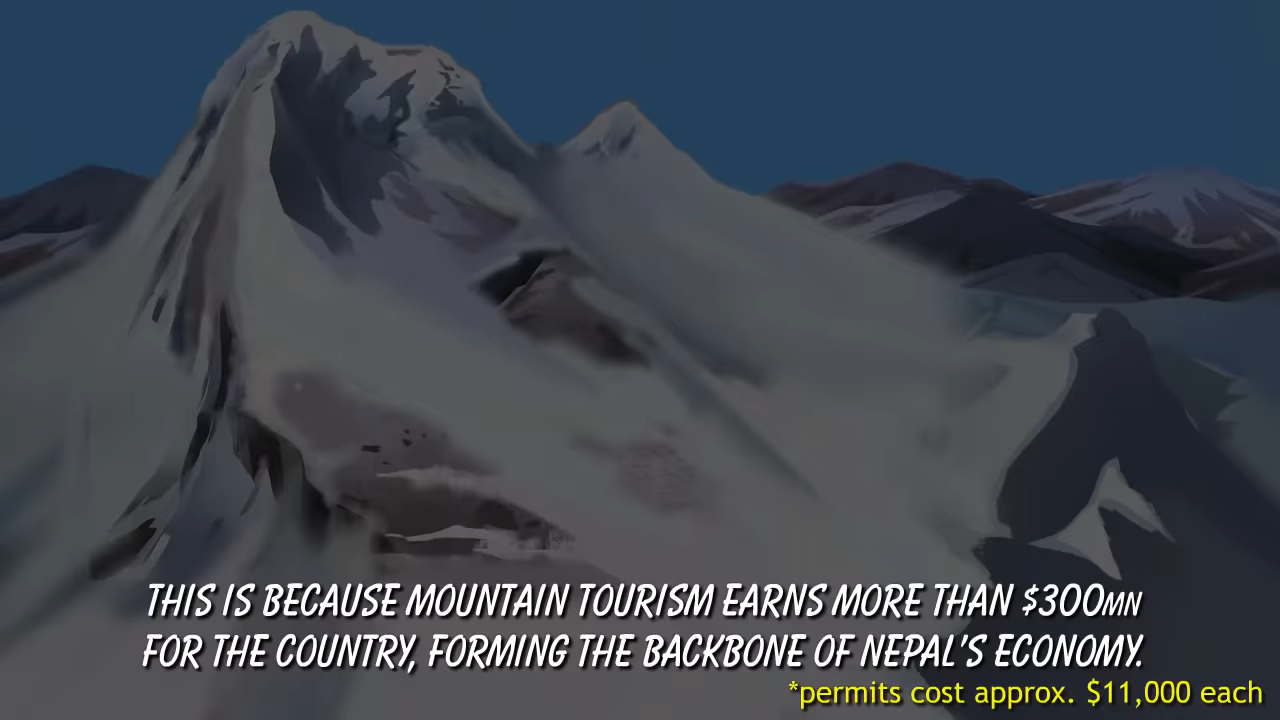 THIS IS BECAUSE MOUNTAIN TOURISM EARNS MORE THAN $300MN
FOR THE COUNTRY, FORMING THE BACKBONE OF NEPAL'S ECONOMY.
*permits cost approx. $11,000 each